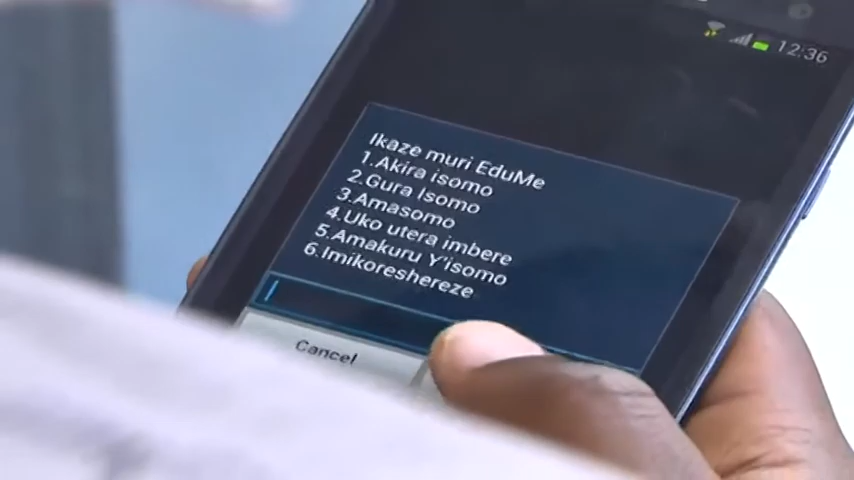 12:36
Ikaze muri EduMe
1.Akira isomo
2.Gura Isomo
3.Amasomo
4.Uko utera imbere
5.Amakuru Y'isomo
6.Imikoreshereze
Cancel